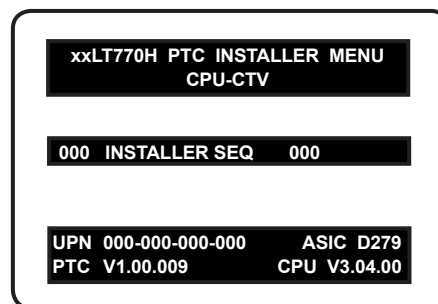 xxLT770H PTC INSTALLER MENU
CPU-CTV
000 INSTALLER SEQ 000
UPN 000-000-000-000 ASIC D279
PTC V1.00.009 CPU V3.04.00